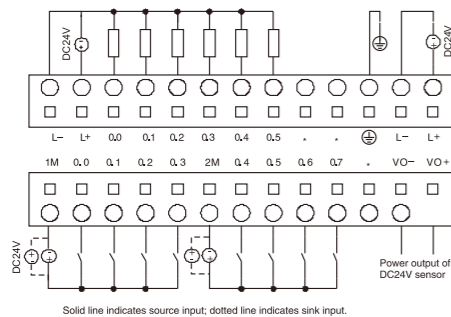 DC24V
DC24V
L− L+ 0.0 0.1 0.2 0.3 0.4 0.5 * * L− L+
1M 0.0 0.1 0.2 0.3 2M 0.4 0.5 0.6 0.7 * VO− VO+
DC24V
Power output of
DC24V sensor
Solid line indicates source input; dotted line indicates sink input.